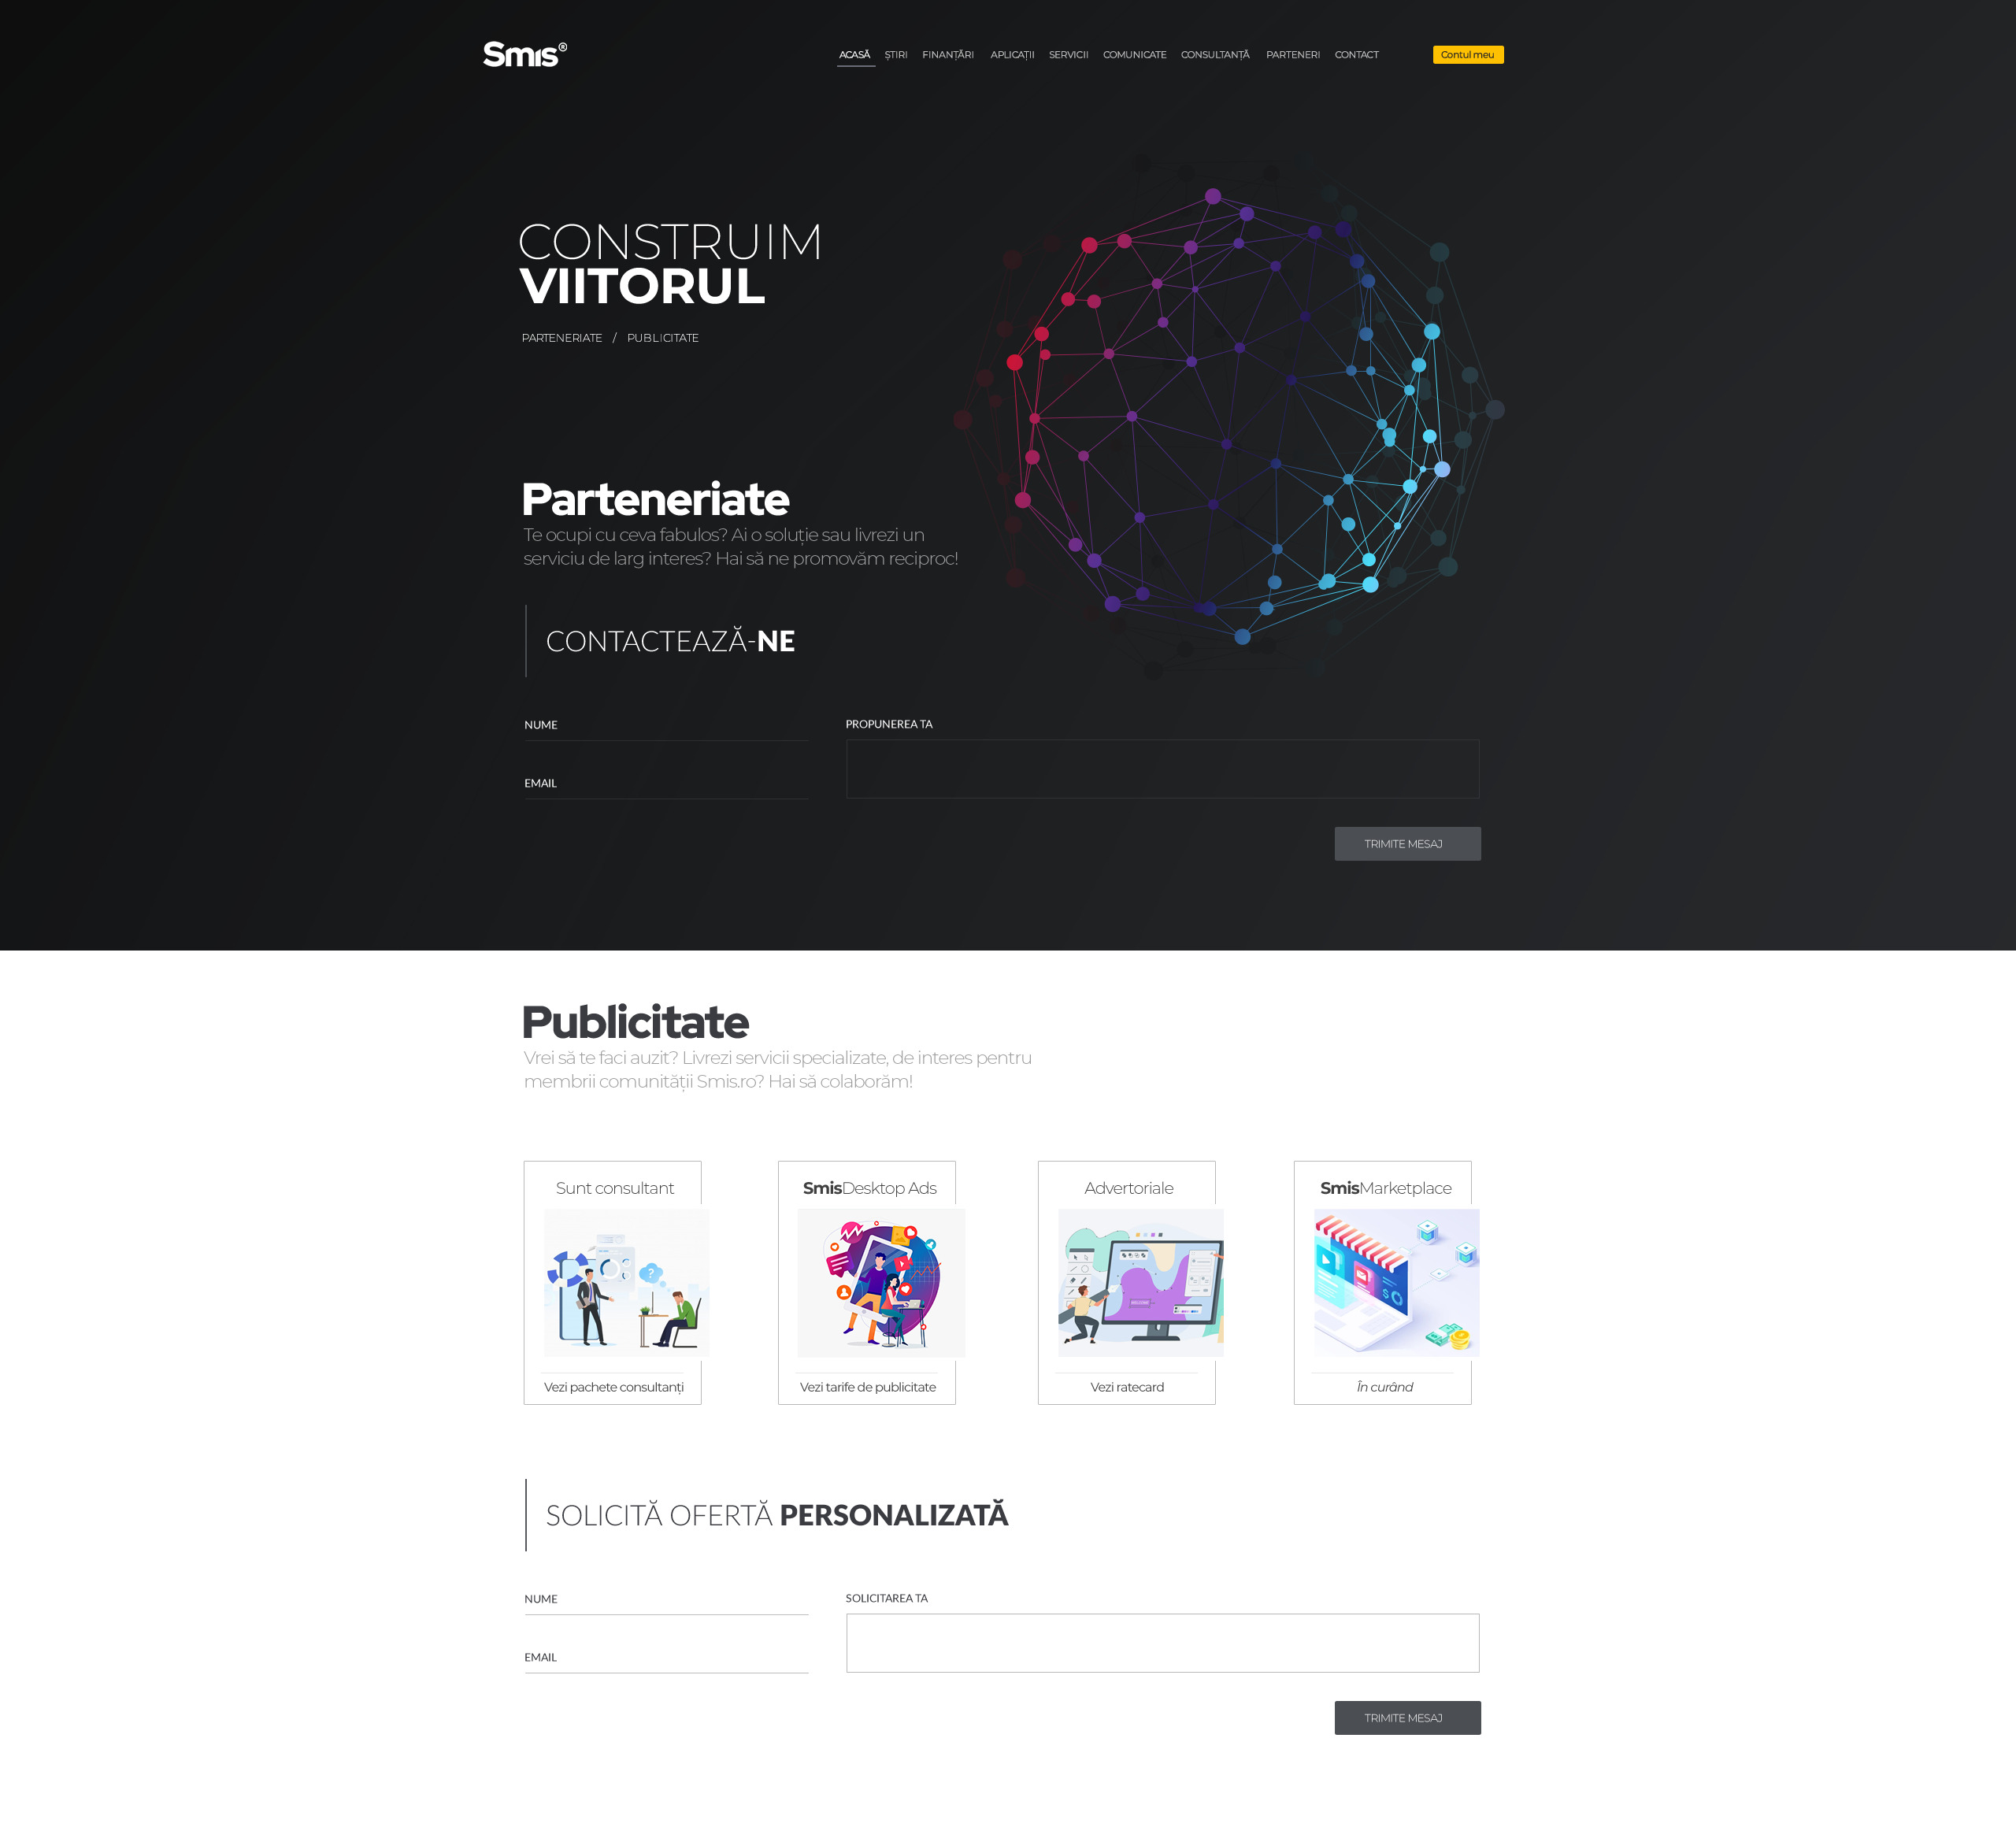 Smis®
ACASĂ ȘTIRI FINANȚĂRI APLICAȚII SERVICII COMUNICATE CONSULTANȚĂ PARTENERI CONTACT Contul meu
CONSTRUIM
VIITORUL
PARTENERIATE / PUBLICITATE
Parteneriate
Te ocupi cu ceva fabulos? Ai o soluție sau livrezi un
serviciu de larg interes? Hai să ne promovăm reciproc!
CONTACTEAZĂ-NE
NUME
PROPUNEREA TA
EMAIL
TRIMITE MESAJ
Publicitate
Vrei să te faci auzit? Livrezi servicii specializate, de interes pentru
membrii comunității Smis.ro? Hai să colaborăm!
Sunt consultant
Vezi pachete consultanți
SmisDesktop Ads
Vezi tarife de publicitate
Advertoriale
Vezi ratecard
SmisMarketplace
În curând
SOLICITĂ OFERTĂ PERSONALIZATĂ
NUME
SOLICITAREA TA
EMAIL
TRIMITE MESAJ